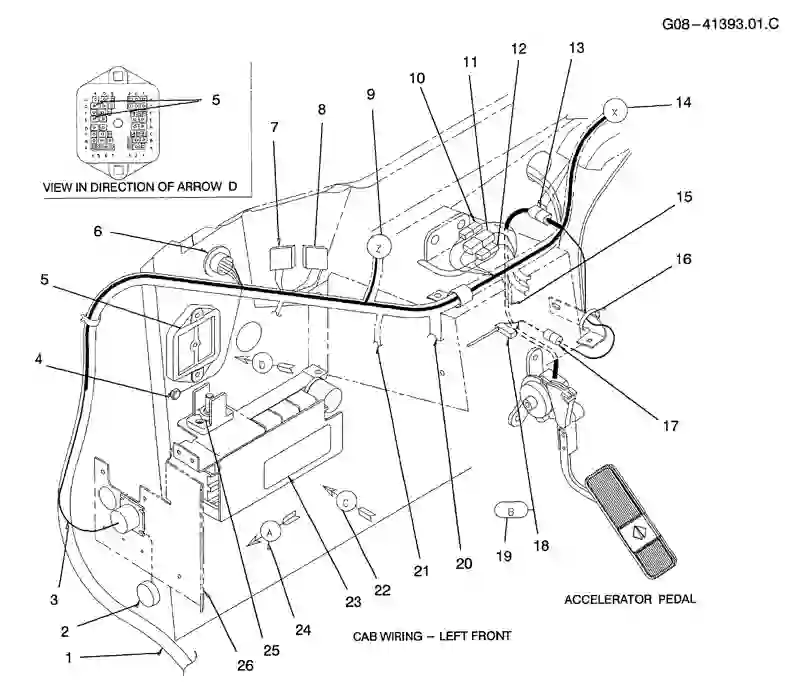 G08-41393.01.C
5
VIEW IN DIRECTION OF ARROW D
7
8
9
10
11
12
13
14
X
6
Z
15
16
5
D
4
17
B
C
A
3
2
1
26
25
24
23
22
21
20
19
18
ACCELERATOR PEDAL
CAB WIRING - LEFT FRONT